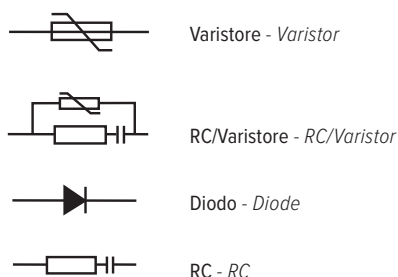 Varistore - Varistor
RC/Varistore - RC/Varistor
Diodo - Diode
RC - RC